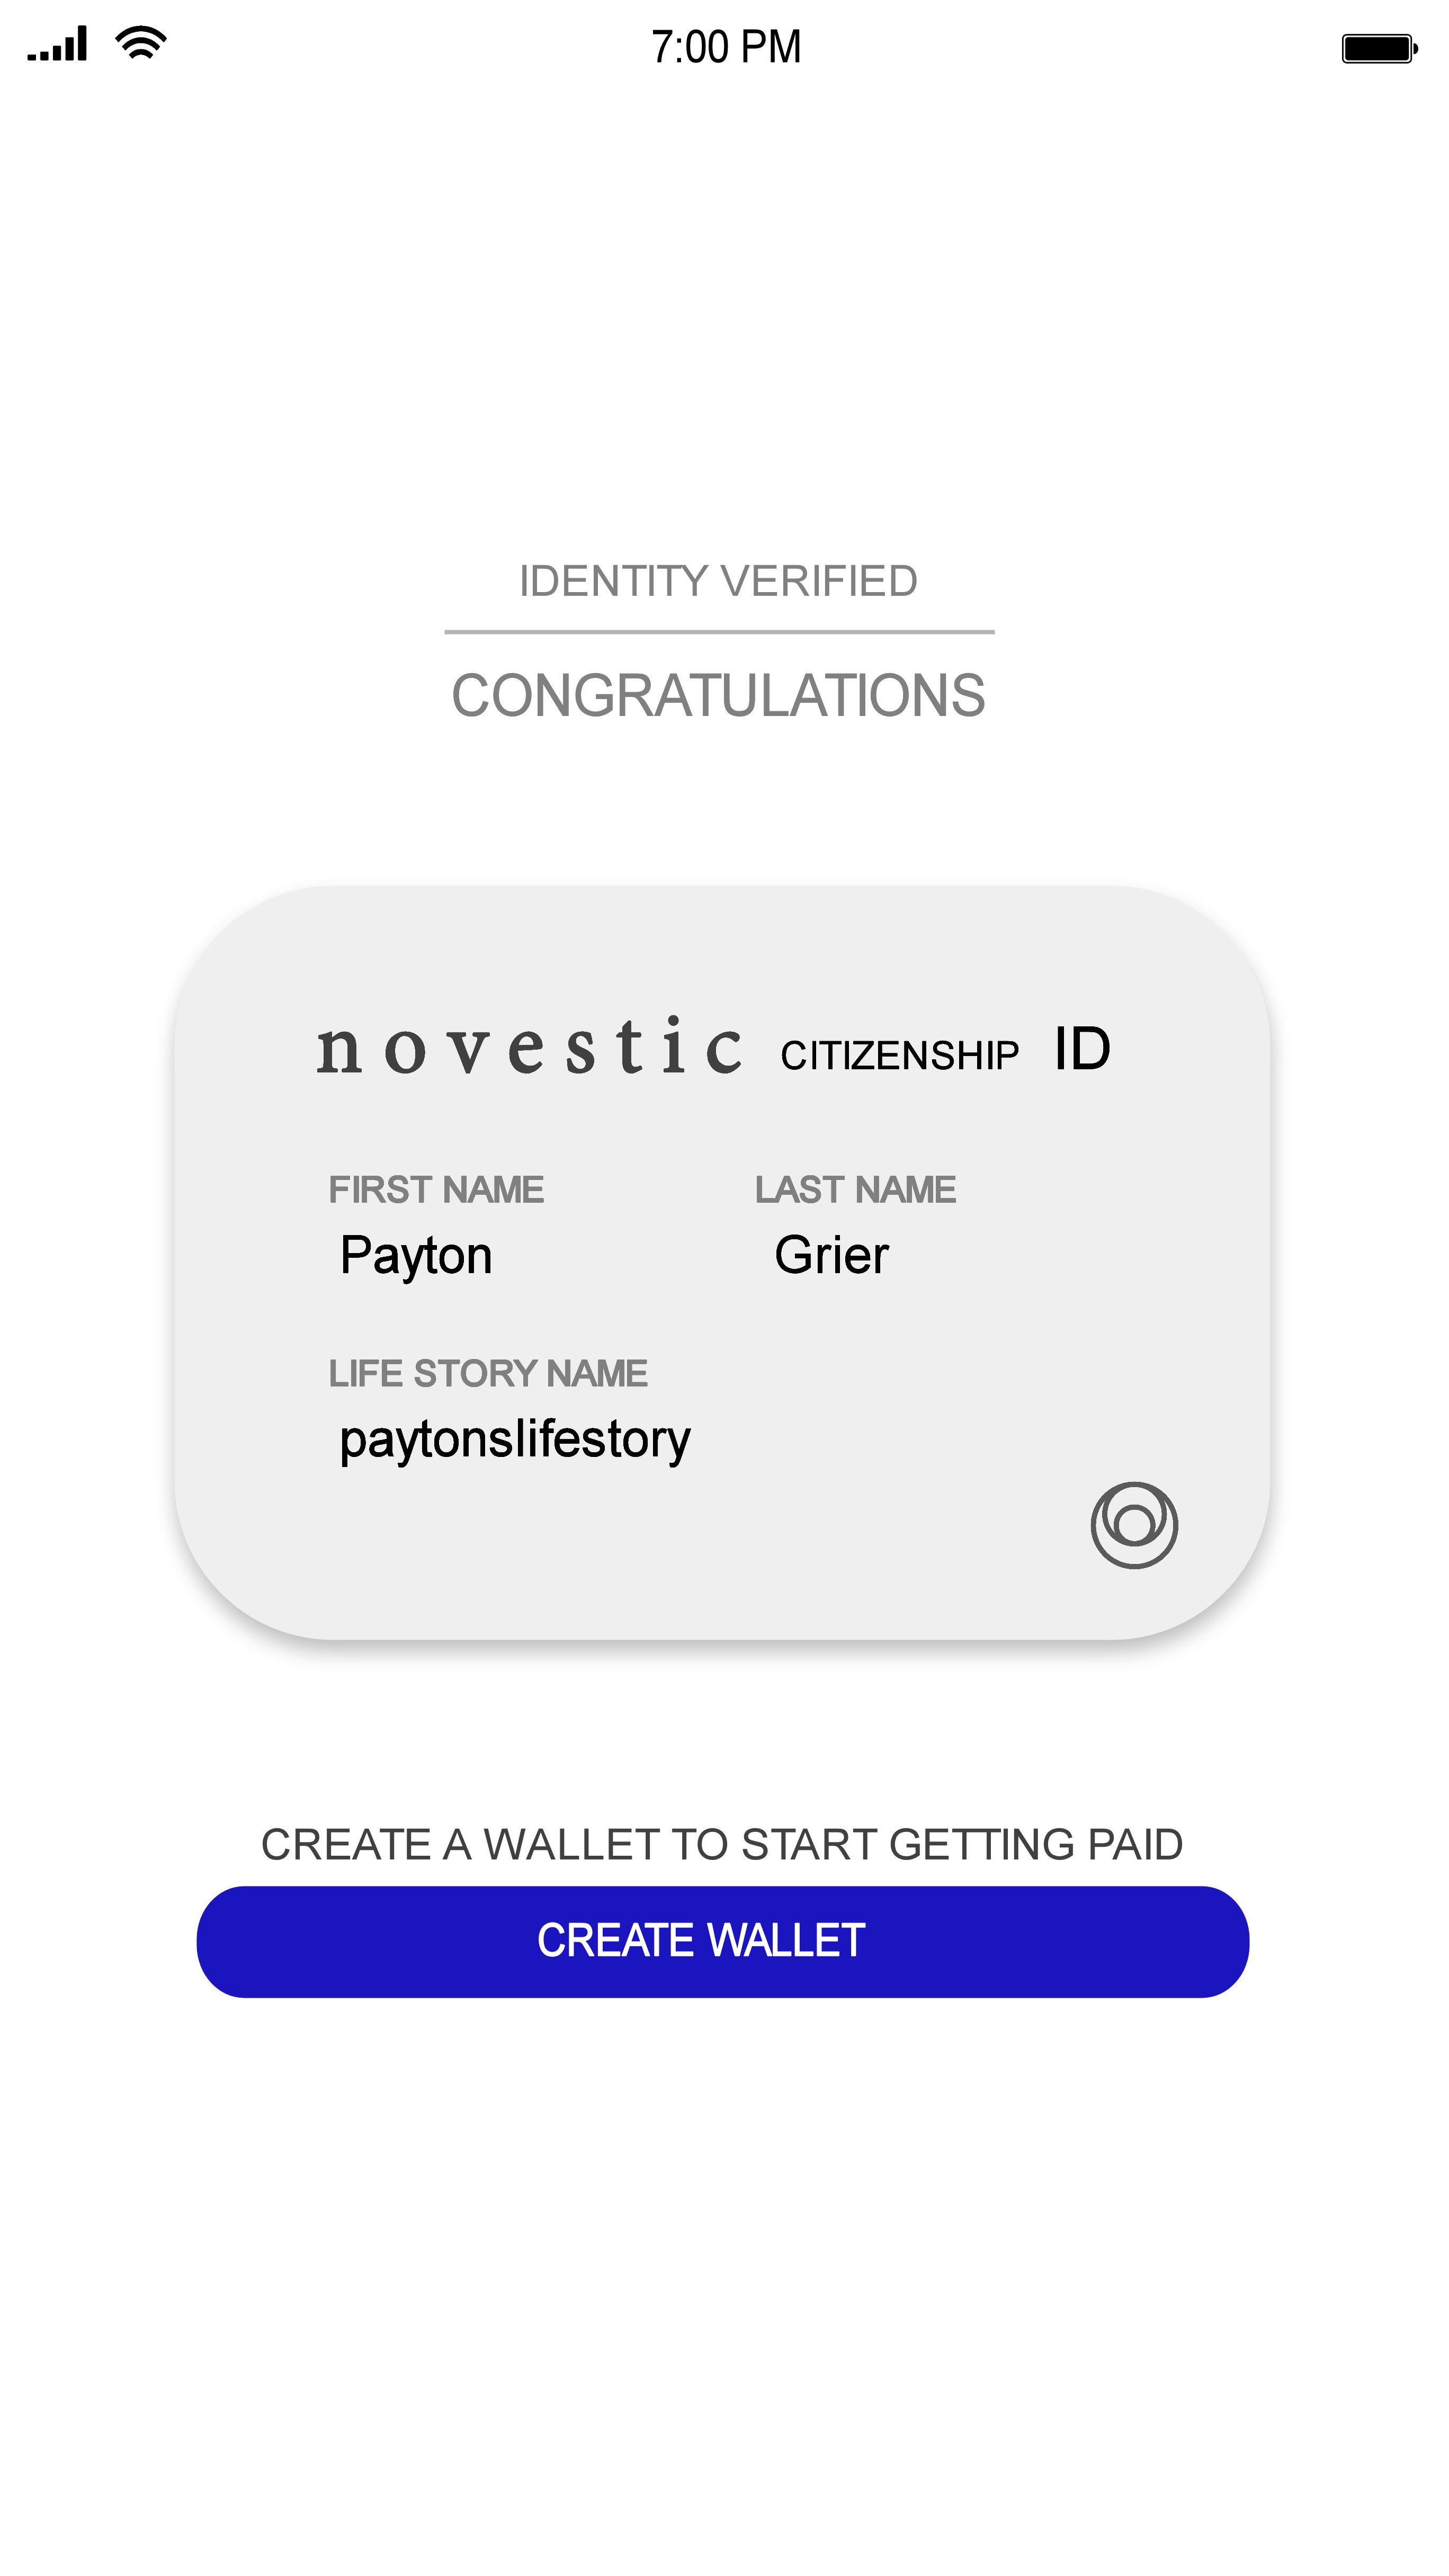 7:00 PM
IDENTITY VERIFIED
CONGRATULATIONS
novestic CITIZENSHIP ID
FIRST NAME LAST NAME
Payton Grier
LIFE STORY NAME
paytonslifestory
CREATE A WALLET TO START GETTING PAID
CREATE WALLET